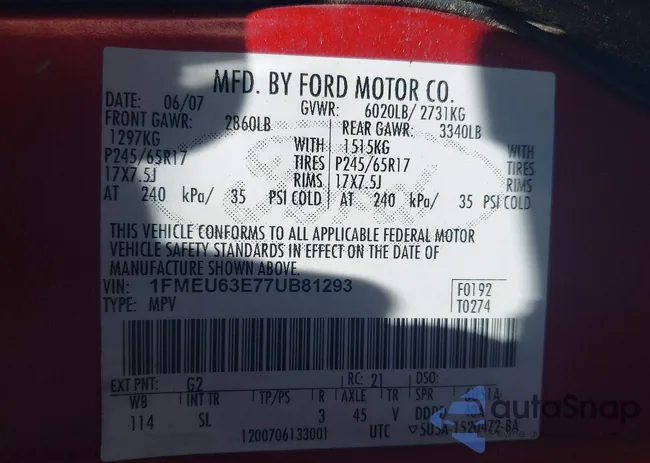 MFD. BY FORD MOTOR CO.
DATE: 06/07 GVWR: 6020LB/ 2731KG
FRONT GAWR: 2860LB REAR GAWR: 3340LB
1297KG WITH 1515KG WITH
P245/65R17 TIRES P245/65R17 TIRES
17X7.5J RIMS 17X7.5J RIMS
AT 240 kPa/ 35 PSI COLD AT 240 kPa/ 35 PSI COLD
THIS VEHICLE CONFORMS TO ALL APPLICABLE FEDERAL MOTOR
VEHICLE SAFETY STANDARDS IN EFFECT ON THE DATE OF
MANUFACTURE SHOWN ABOVE.
VIN: 1FMEU63E77UB81293 F0192
TYPE: MPV T0274
EXT PNT: G2 RC: 21 DSO:
WB INT TR TP/PS R AXLE TR SPR
114 SL 3 45 V
1200706133001 UTC
autoSnap